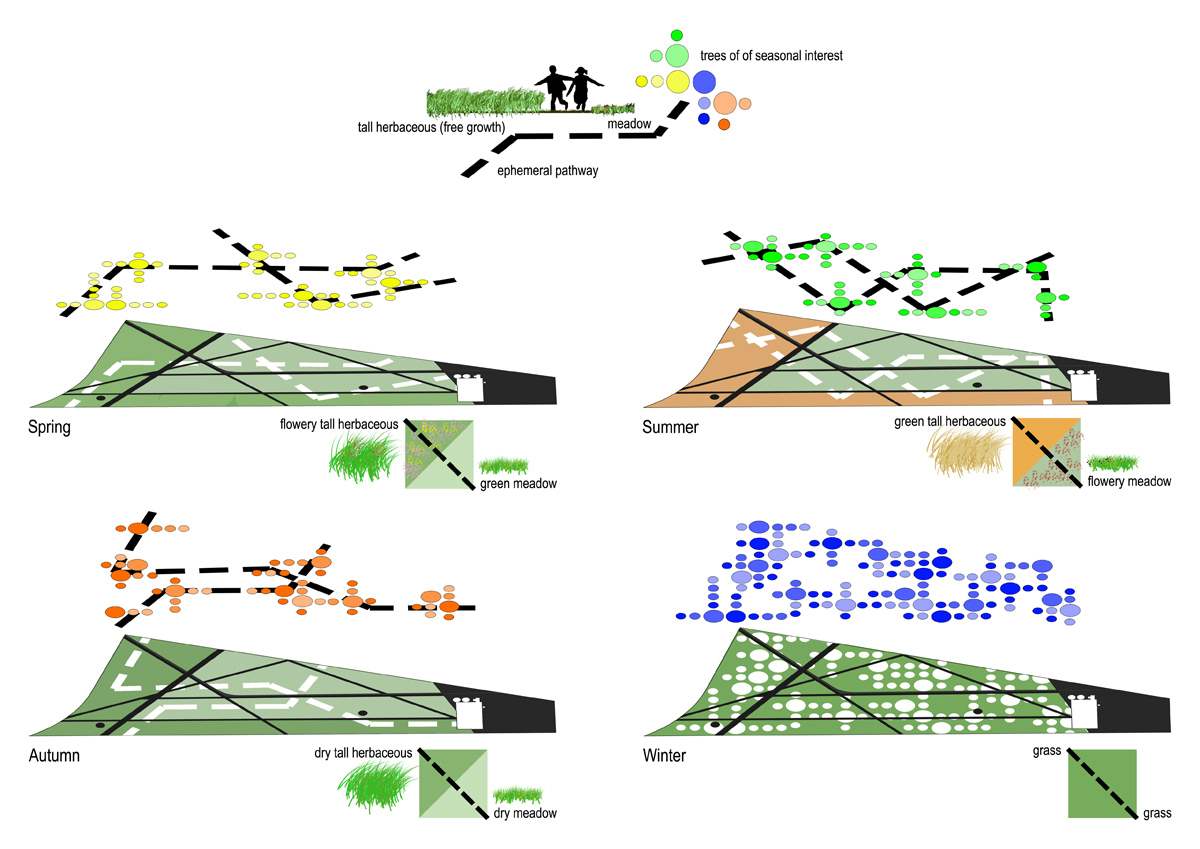 trees of of seasonal interest
tall herbaceous (free growth)
meadow
ephemeral pathway
Spring
flowery tall herbaceous
green meadow
Summer
green tall herbaceous
flowery meadow
Autumn
dry tall herbaceous
dry meadow
Winter
grass
grass